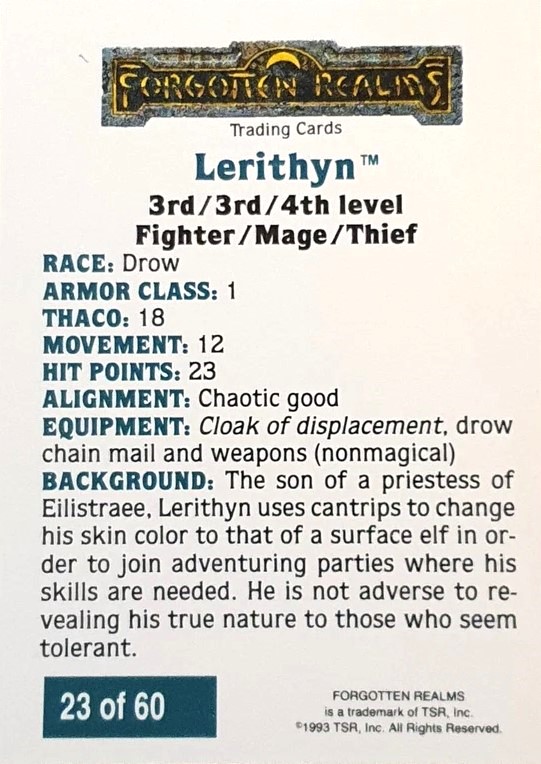 FORGOTTEN REALMS
Trading Cards
Lerithyn™
3rd/3rd/4th level
Fighter/Mage/Thief
RACE: Drow
ARMOR CLASS: 1
THACO: 18
MOVEMENT: 12
HIT POINTS: 23
ALIGNMENT: Chaotic good
EQUIPMENT: Cloak of displacement, drow
chain mail and weapons (nonmagical)
BACKGROUND: The son of a priestess of
Eilistraee, Lerithyn uses cantrips to change
his skin color to that of a surface elf in or-
der to join adventuring parties where his
skills are needed. He is not adverse to re-
vealing his true nature to those who seem
tolerant.
23 of 60
FORGOTTEN REALMS
is a trademark of TSR, Inc.
©1993 TSR, Inc. All Rights Reserved.